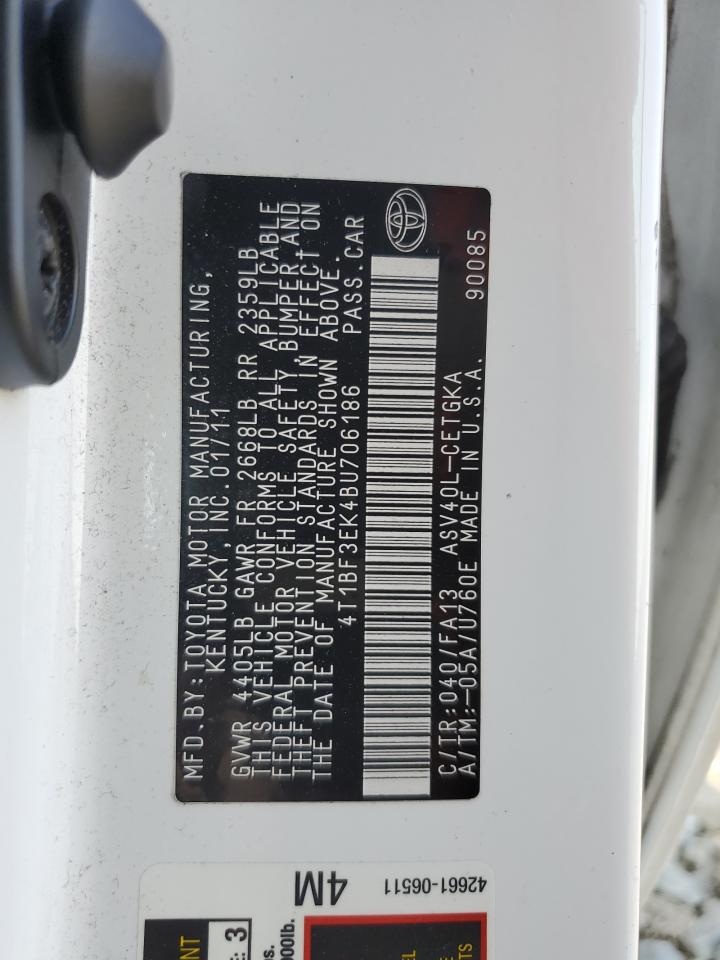 MFD.BY:TOYOTA MOTOR MANUFACTURING,
KENTUCKY, INC.01/11
GVWR 4405LB GAWR FR 2668LB RR 2359LB
THIS VEHICLE CONFORMS TO ALL APPLICABLE
FEDERAL MOTOR VEHICLE SAFETY, BUMPER, AND
THEFT PREVENTION STANDARDS IN EFFECT ON
THE DATE OF MANUFACTURE SHOWN ABOVE.
4T1BF3EK4BU706186 PASS.CAR
C/TR:040/FA13 ASV40L-CETGKA
A/TM:-05A/U760E MADE IN U.S.A. 90085
4M
42661-06511
3